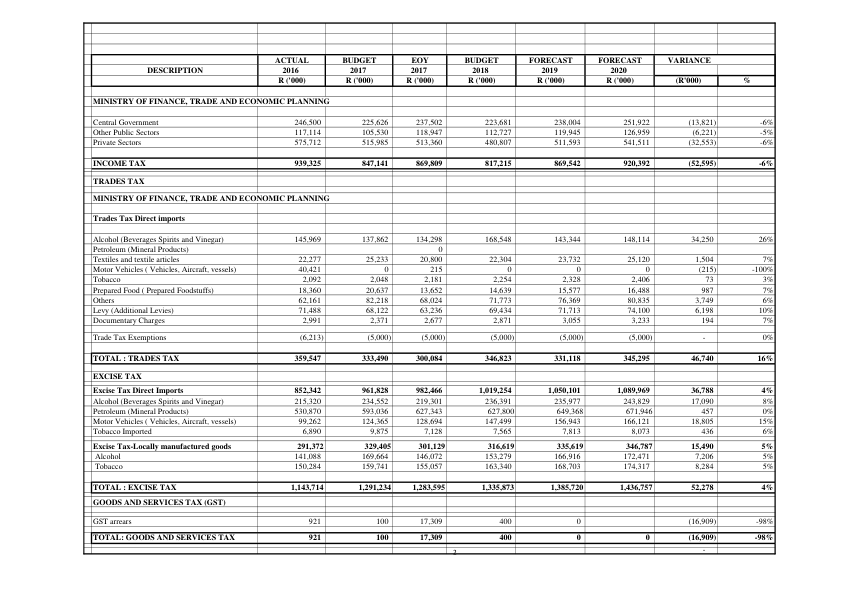 ACTUAL BUDGET EOY BUDGET FORECAST FORECAST VARIANCE
DESCRIPTION 2016 2017 2017 2018 2019 2020
R ('000) R ('000) R ('000) R ('000) R ('000) R ('000) (R'000) %
MINISTRY OF FINANCE, TRADE AND ECONOMIC PLANNING
Central Government 246,500 225,626 237,502 223,681 238,004 251,922 (13,821) -6%
Other Public Sectors 117,114 105,530 118,947 112,727 119,945 126,959 (6,221) -5%
Private Sectors 575,712 515,985 513,360 480,807 511,593 541,511 (32,553) -6%
INCOME TAX 939,325 847,141 869,809 817,215 869,542 920,392 (52,595) -6%
TRADES TAX
MINISTRY OF FINANCE, TRADE AND ECONOMIC PLANNING
Trades Tax Direct imports
Alcohol (Beverages Spirits and Vinegar) 145,969 137,862 134,298 168,548 143,344 148,114 34,250 26%
Petroleum (Mineral Products) 0
Textiles and textile articles 22,277 25,233 20,800 22,304 23,732 25,120 1,504 7%
Motor Vehicles ( Vehicles, Aircraft, vessels) 40,421 0 215 0 0 0 (215) -100%
Tobacco 2,092 2,048 2,181 2,254 2,328 2,406 73 3%
Prepared Food ( Prepared Foodstuffs) 18,360 20,637 13,652 14,639 15,577 16,488 987 7%
Others 62,161 82,218 68,024 71,773 76,369 80,835 3,749 6%
Levy (Additional Levies) 71,488 68,122 63,236 69,434 71,713 74,100 6,198 10%
Documentary Charges 2,991 2,371 2,677 2,871 3,055 3,233 194 7%
Trade Tax Exemptions (6,213) (5,000) (5,000) (5,000) (5,000) (5,000) - 0%
TOTAL : TRADES TAX 359,547 333,490 300,084 346,823 331,118 345,295 46,740 16%
EXCISE TAX
Excise Tax Direct Imports 852,342 961,828 982,466 1,019,254 1,050,101 1,089,969 36,788 4%
Alcohol (Beverages Spirits and Vinegar) 215,320 234,552 219,301 236,391 235,977 243,829 17,090 8%
Petroleum (Mineral Products) 530,870 593,036 627,343 627,800 649,368 671,946 457 0%
Motor Vehicles ( Vehicles, Aircraft, vessels) 99,262 124,365 128,694 147,499 156,943 166,121 18,805 15%
Tobacco Imported 6,890 9,875 7,128 7,565 7,813 8,073 436 6%
Excise Tax-Locally manufactured goods 291,372 329,405 301,129 316,619 335,619 346,787 15,490 5%
Alcohol 141,088 169,664 146,072 153,279 166,916 172,471 7,206 5%
Tobacco 150,284 159,741 155,057 163,340 168,703 174,317 8,284 5%
TOTAL : EXCISE TAX 1,143,714 1,291,234 1,283,595 1,335,873 1,385,720 1,436,757 52,278 4%
GOODS AND SERVICES TAX (GST)
GST arrears 921 100 17,309 400 0 (16,909) -98%
TOTAL: GOODS AND SERVICES TAX 921 100 17,309 400 0 0 (16,909) -98%
2 -